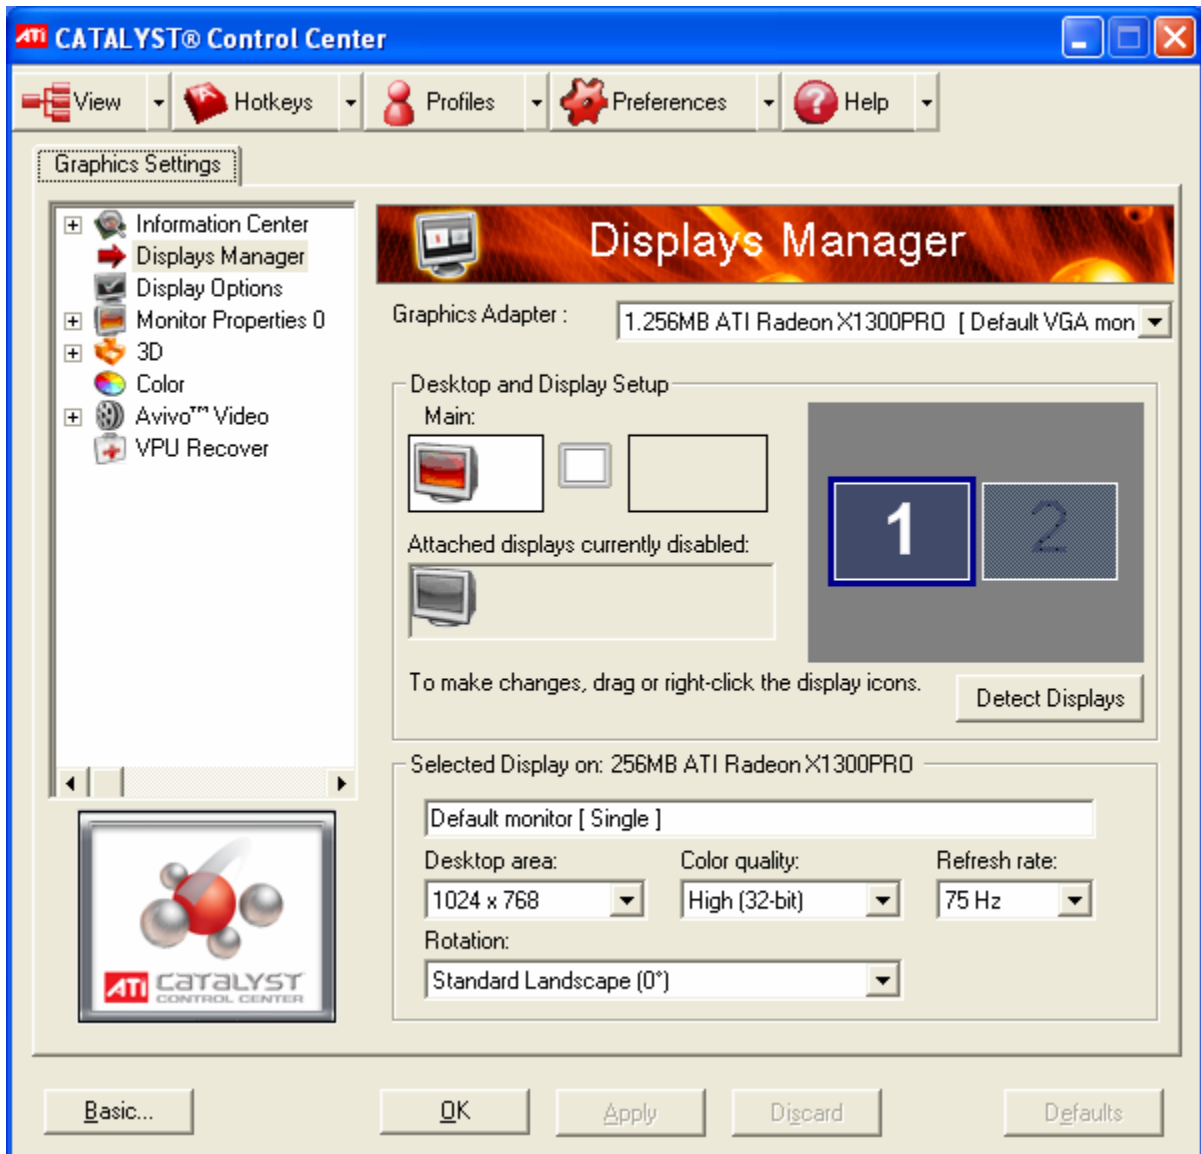 ATI CATALYST® Control Center
View Hotkeys Profiles Preferences Help
Graphics Settings
Information Center
Displays Manager
Display Options
Monitor Properties 0
3D
Color
Avivo™ Video
VPU Recover
ATI CATALYST
CONTROL CENTER
Displays Manager
Graphics Adapter :
1.256MB ATI Radeon X1300PRO [ Default VGA mon
Desktop and Display Setup
Main:
Attached displays currently disabled:
1 2
To make changes, drag or right-click the display icons.
Detect Displays
Selected Display on: 256MB ATI Radeon X1300PRO
Default monitor [ Single ]
Desktop area: Color quality: Refresh rate:
1024 x 768 High (32-bit) 75 Hz
Rotation:
Standard Landscape (0°)
Basic... OK Apply Discard Defaults